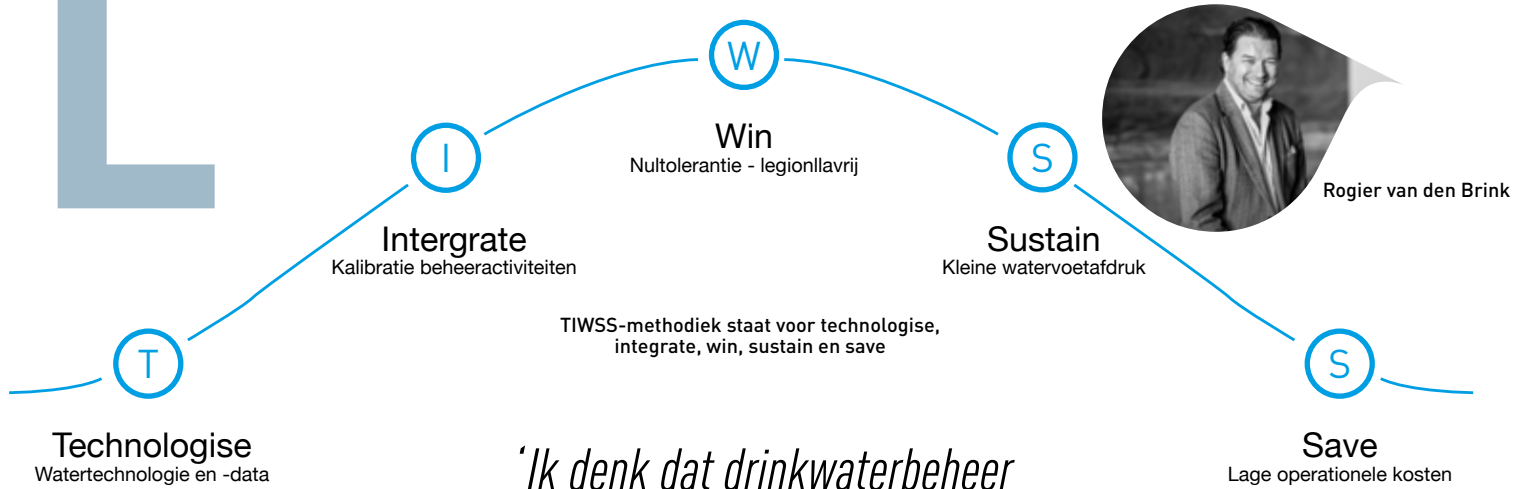 L
W
Win
Nultolerantie - legionllavrij
I
Intergrate
Kalibratie beheeractiviteiten
S
Sustain
Kleine watervoetafdruk
Rogier van den Brink
TIWSS-methodiek staat voor technologise,
integrate, win, sustain en save
T
Technologise
Watertechnologie en -data
S
Save
Lage operationele kosten
‘Ik denk dat drinkwaterbeheer